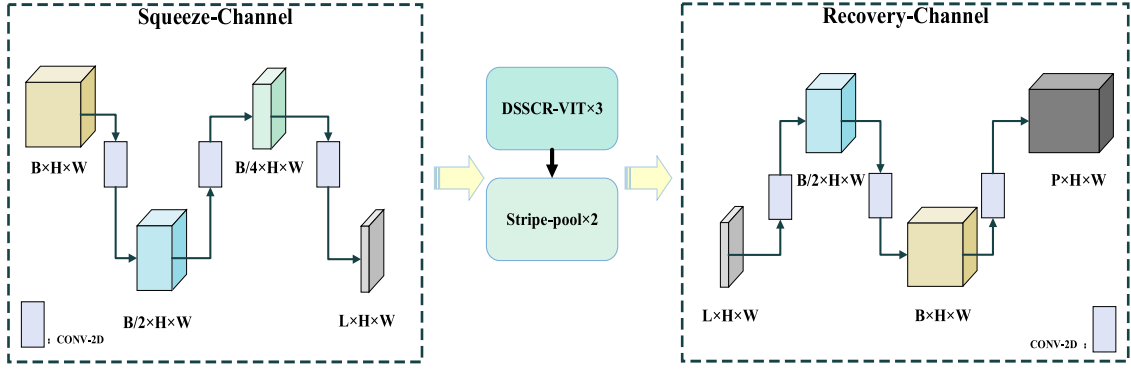 Squeeze-Channel
B×H×W
B/4×H×W
B/2×H×W
L×H×W
：CONV-2D
DSSCR-VIT×3
Stripe-pool×2
Recovery-Channel
B/2×H×W
P×H×W
L×H×W
B×H×W
CONV-2D ：